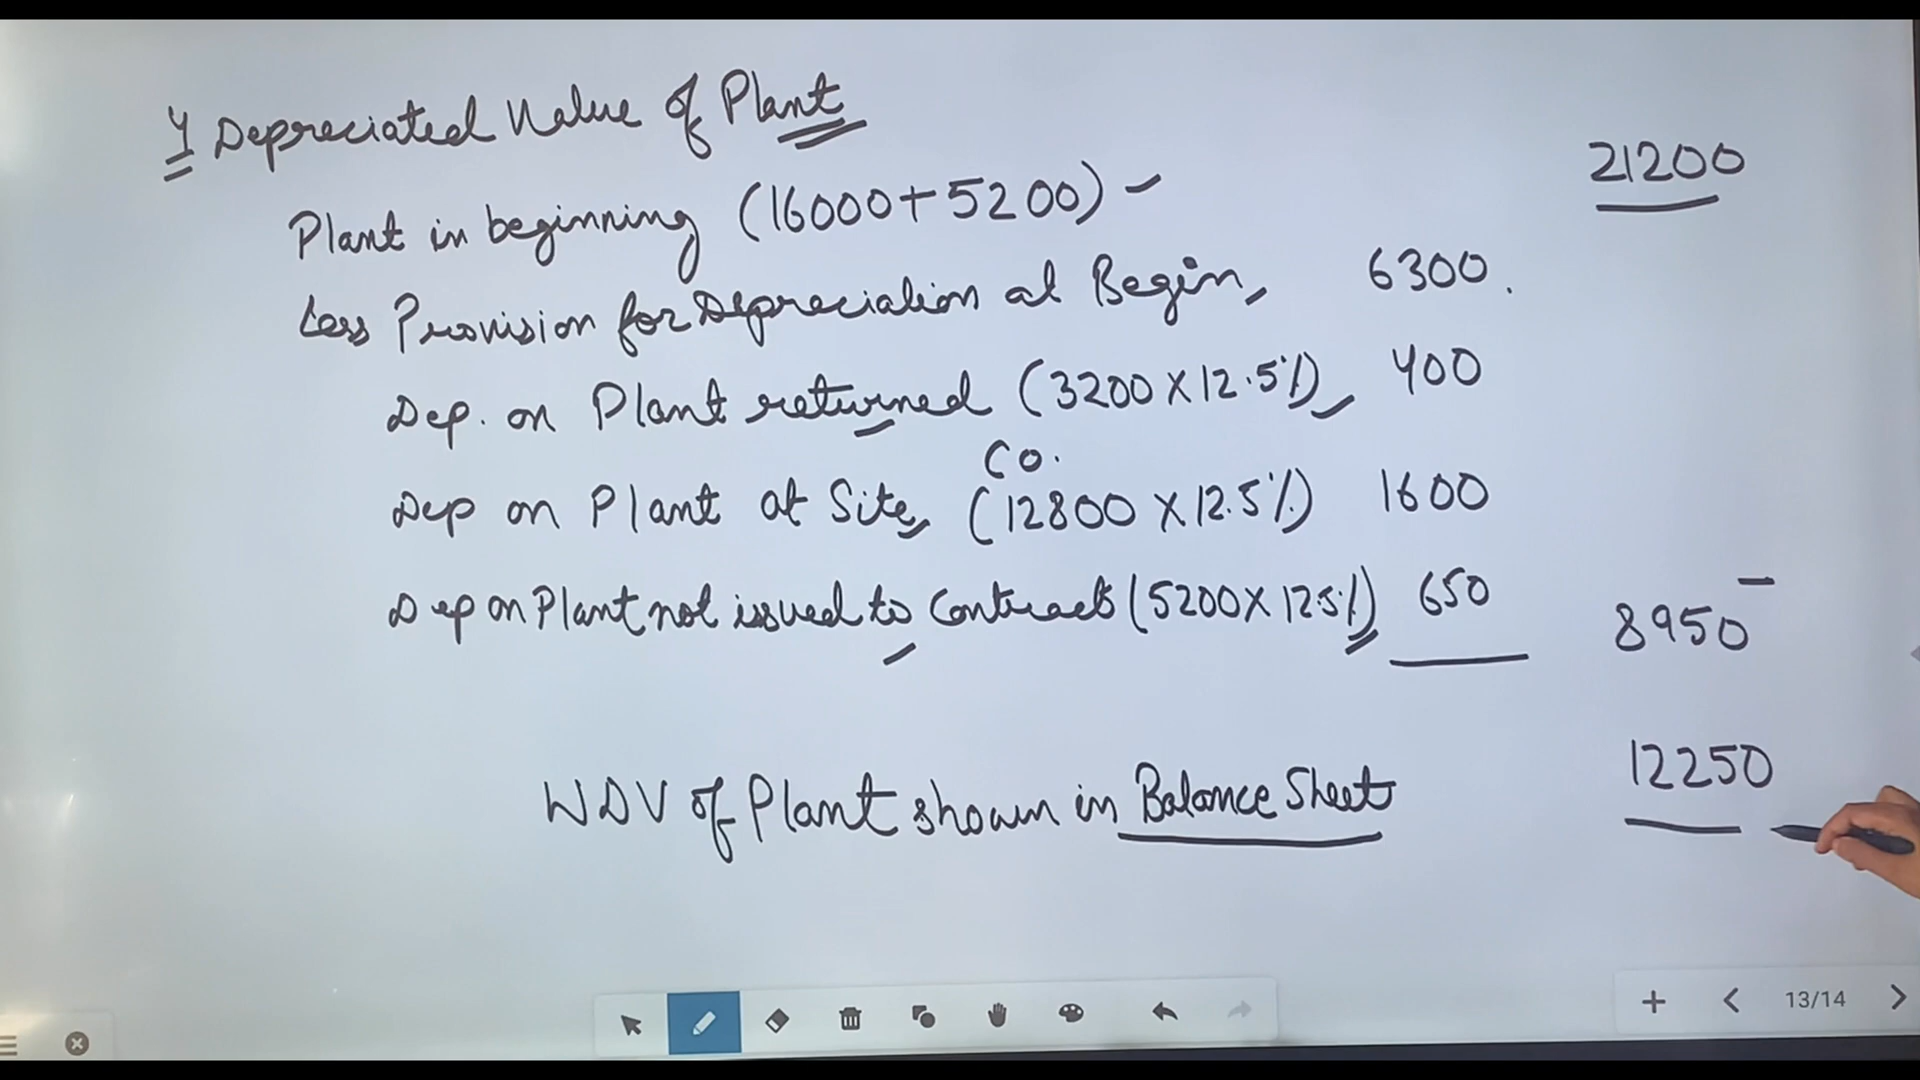 4) Depreciated Value of Plant
Plant in beginning (16000+5200) - 21200
Less Provision for Depreciation at Begin, 6300.
Dep. on Plant returned (3200 X 12.5%) 400
Co.
Dep on Plant at Site, (12800 X 12.5%) 1600
Dep on Plant not issued to Contracts (5200 X 12.5%) 650 8950 -
WDV of Plant shown in Balance Sheet 12250
13/14